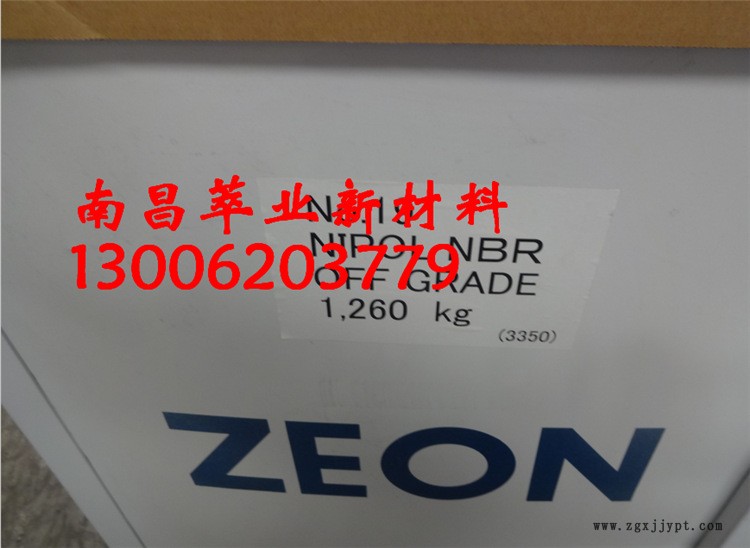 南昌萃业新材料
13006203779
NIPOL NBR
OFF GRADE
1,260 kg
(3350)
ZEON
www.zgxjjypt.com